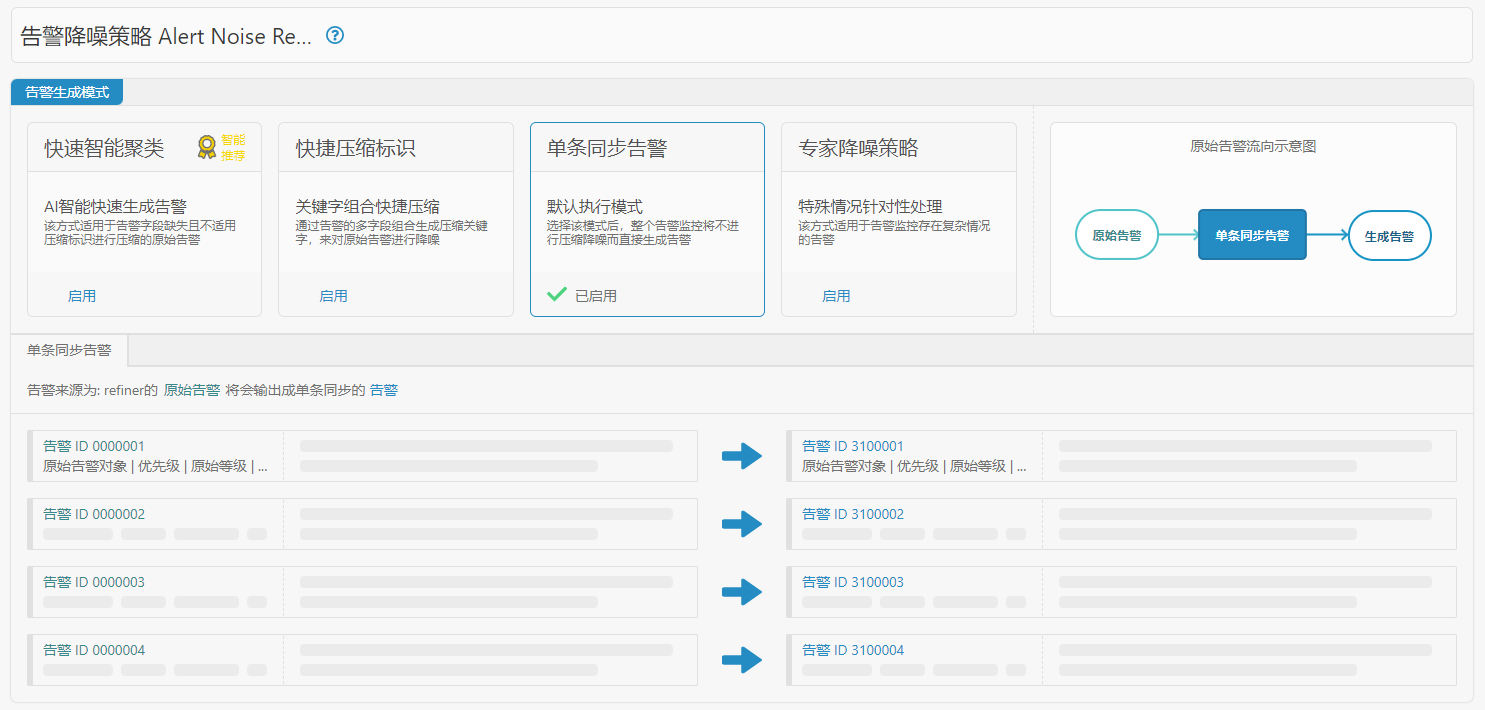 告警降噪策略 Alert Noise Re...
告警生成模式
快速智能聚类
智能
推荐
AI智能快速生成告警
该方式适用于告警字段缺失且不适用
压缩标识进行压缩的原始告警
启用
快捷压缩标识
关键字组合快捷压缩
通过告警的多字段组合生成压缩关键
字，来对原始告警进行降噪
启用
单条同步告警
默认执行模式
选择该模式后，整个告警监控将不进
行压缩降噪而直接生成告警
已启用
专家降噪策略
特殊情况针对性处理
该方式适用于告警监控存在复杂情况
的告警
启用
原始告警流向示意图
原始告警
单条同步告警
生成告警
单条同步告警
告警来源为: refiner的 原始告警 将会输出成单条同步的 告警
告警 ID 0000001
原始告警对象 | 优先级 | 原始等级 | ...
告警 ID 3100001
原始告警对象 | 优先级 | 原始等级 | ...
告警 ID 0000002
告警 ID 3100002
告警 ID 0000003
告警 ID 3100003
告警 ID 0000004
告警 ID 3100004